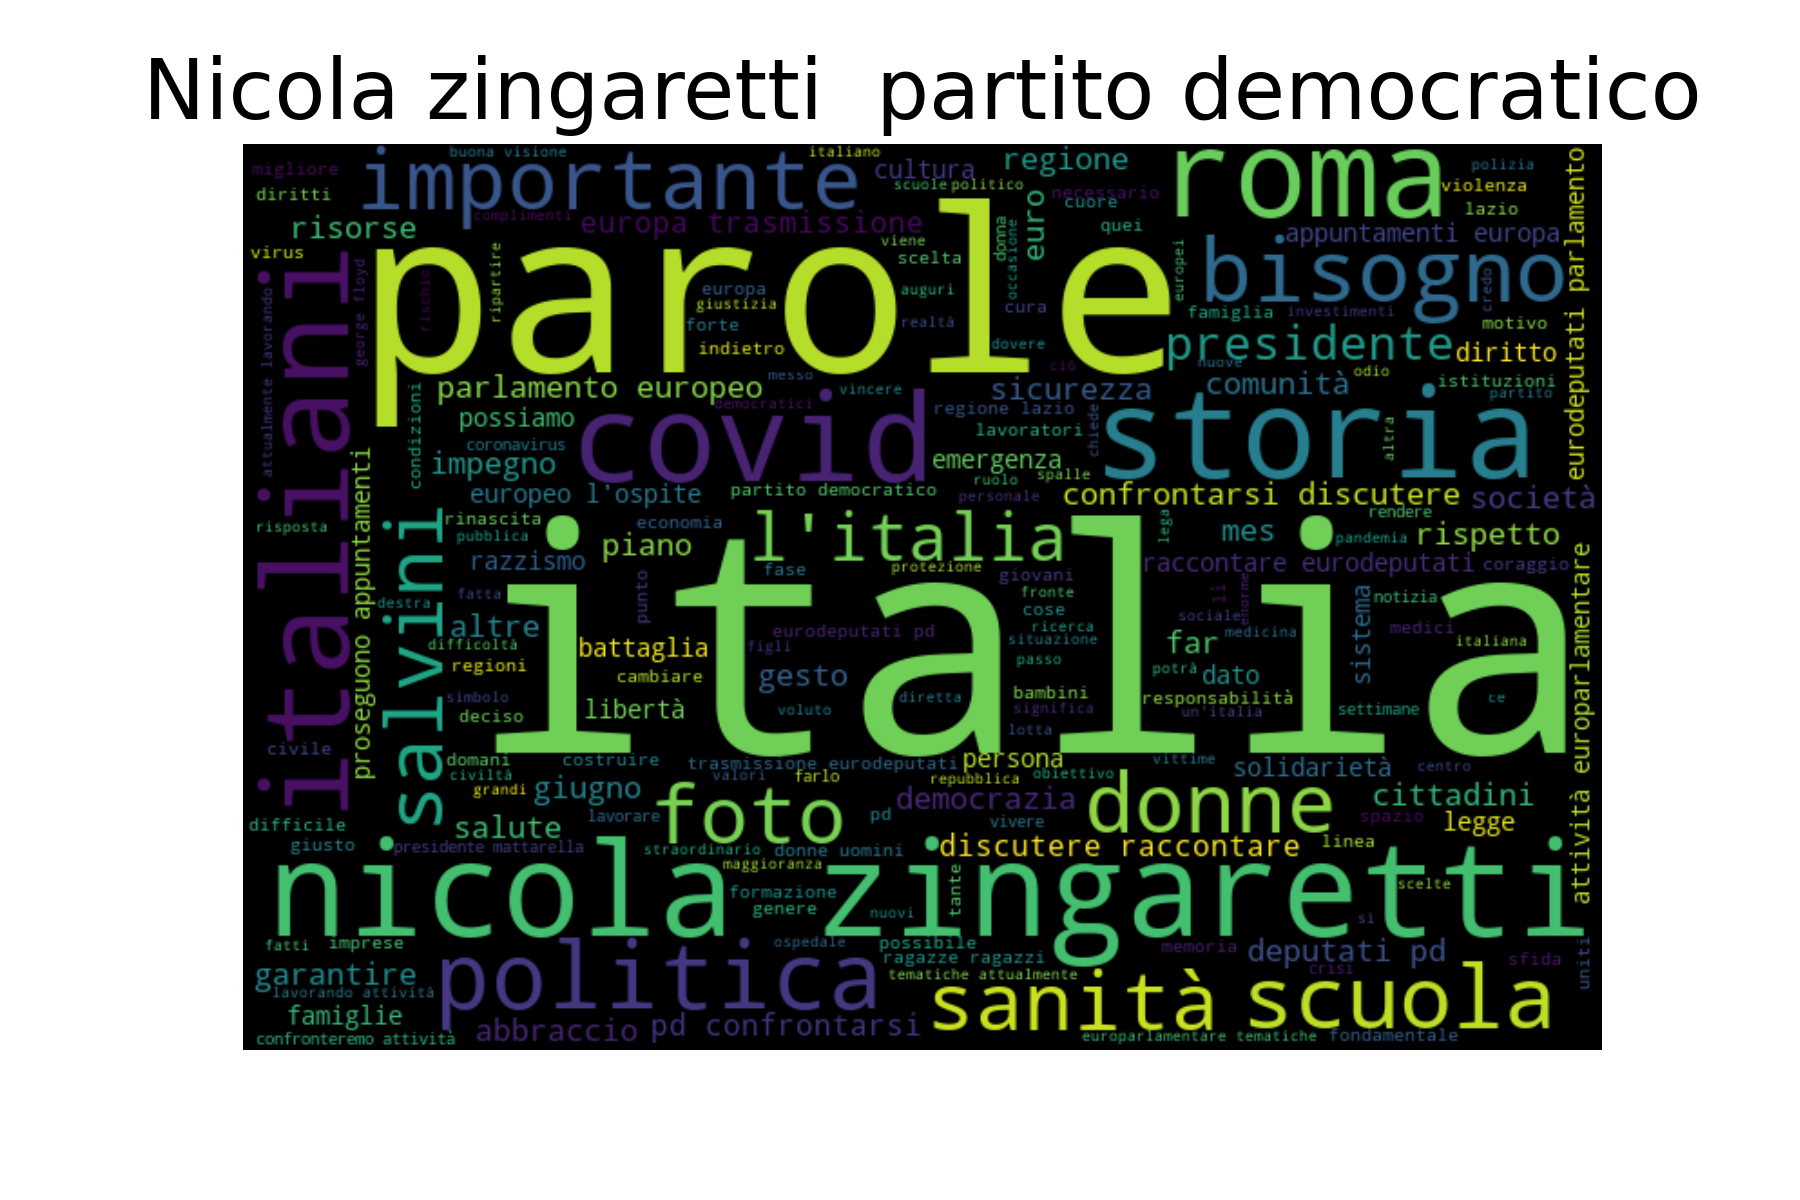 Nicola zingaretti  partito democratico
buona visione
italiano
migliore
importante
cultura
regione
roma
polizia
diritti
scuole
politico
necessario
violenza
cuore
lazio
risorse
complimenti
europa trasmissione
euro
donna
quei
appuntamenti europa
eurodeputati parlamento
virus
viene
scelta
occasione
europei
bisogno
credo
italiani
attualmente lavorando
george floyd
rischio
ripartire
parole
europa
giustizia
auguri
cura
famiglia
investimenti
forte
realtà
motivo
indietro
dovere
presidente
diritto
messo
ciò
nuove
odio
condizioni
parlamento europeo
vincere
sicurezza
comunità
istituzioni
partito
possiamo
democratici
covid
regione lazio
chiede
storia
altra
coronavirus
lavoratori
impegno
emergenza
spalle
ruolo
europeo l'ospite
partito democratico
personale
confrontarsi discutere
società
proseguono appuntamenti
salvini
risposta
rinascita
economia
l'italia
lega
mes
rendere
pubblica
piano
pandemia
rispetto
razzismo
fase
protezione
giovani
raccontare eurodeputati
coraggio
destra
fatta
punto
italia
fronte
cose
lì
enorme
sistema
notizia
attività europarlamentare
altre
eurodeputati pd
ricerca
sociale
medicina
medici
difficoltà
battaglia
figli
situazione
far
italiana
regioni
cambiare
gesto
passo
potrà
dato
simbolo
diretta
bambini
responsabilità
ce
deciso
libertà
voluto
significa
un'italia
settimane
civile
lotta
domani
costruire
trasmissione eurodeputati
persona
vittime
solidarietà
centro
civiltà
valori
farlo
repubblica
obiettivo
grandi
giugno
foto
democrazia
donne
cittadini
difficile
salute
lavorare
pd
vivere
spazio
legge
giusto
presidente mattarella
straordinario
donne uomini
discutere raccontare
linea
nicola zingaretti
maggioranza
formazione
tante
scelte
genere
nuovi
si
fatti
imprese
ospedale
possibile
memoria
deputati pd
uniti
politica
ragazze ragazzi
sfida
garantire
tematiche attualmente
crisi
lavorando attività
sanità
scuola
famiglie
abbraccio
pd confrontarsi
confronteremo attività
europarlamentare tematiche
fondamentale